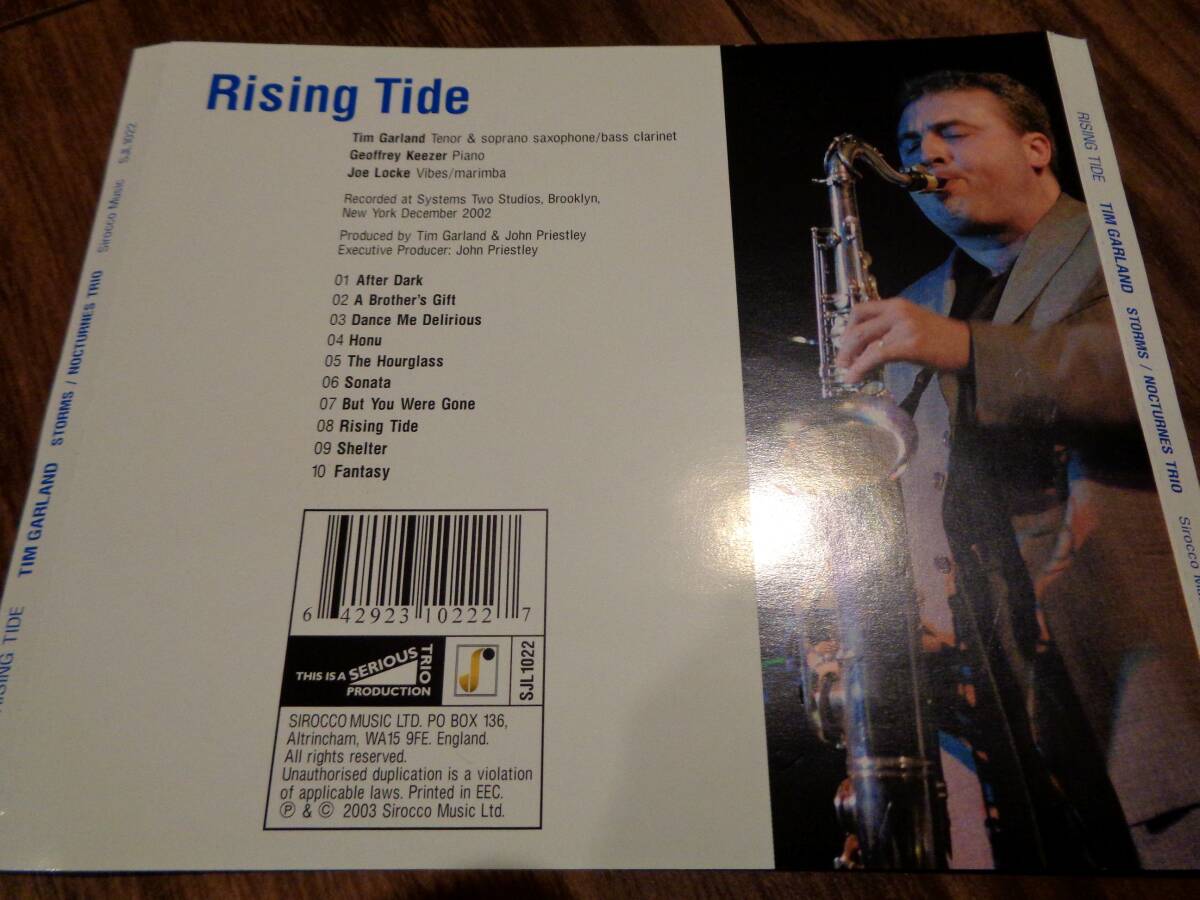 Rising Tide
Tim Garland Tenor & soprano saxophone/bass clarinet
Geoffrey Keezer Piano
Joe Locke Vibes/marimba
Recorded at Systems Two Studios, Brooklyn,
New York December 2002
Produced by Tim Garland & John Priestley
Executive Producer: John Priestley
01 After Dark
02 A Brother's Gift
03 Dance Me Delirious
04 Honu
05 The Hourglass
06 Sonata
07 But You Were Gone
08 Rising Tide
09 Shelter
10 Fantasy
6 42923 10222 7
THIS IS A SERIOUS TRIO
PRODUCTION
SJL1022
SIROCCO MUSIC LTD. PO BOX 136,
Altrincham, WA15 9FE. England.
All rights reserved.
Unauthorised duplication is a violation
of applicable laws. Printed in EEC.
℗ & © 2003 Sirocco Music Ltd.
RISING TIDE TIM GARLAND STORMS / NOCTURNES TRIO Sirocco Music SJL1022
RISING TIDE TIM GARLAND STORMS / NOCTURNES TRIO Sirocco